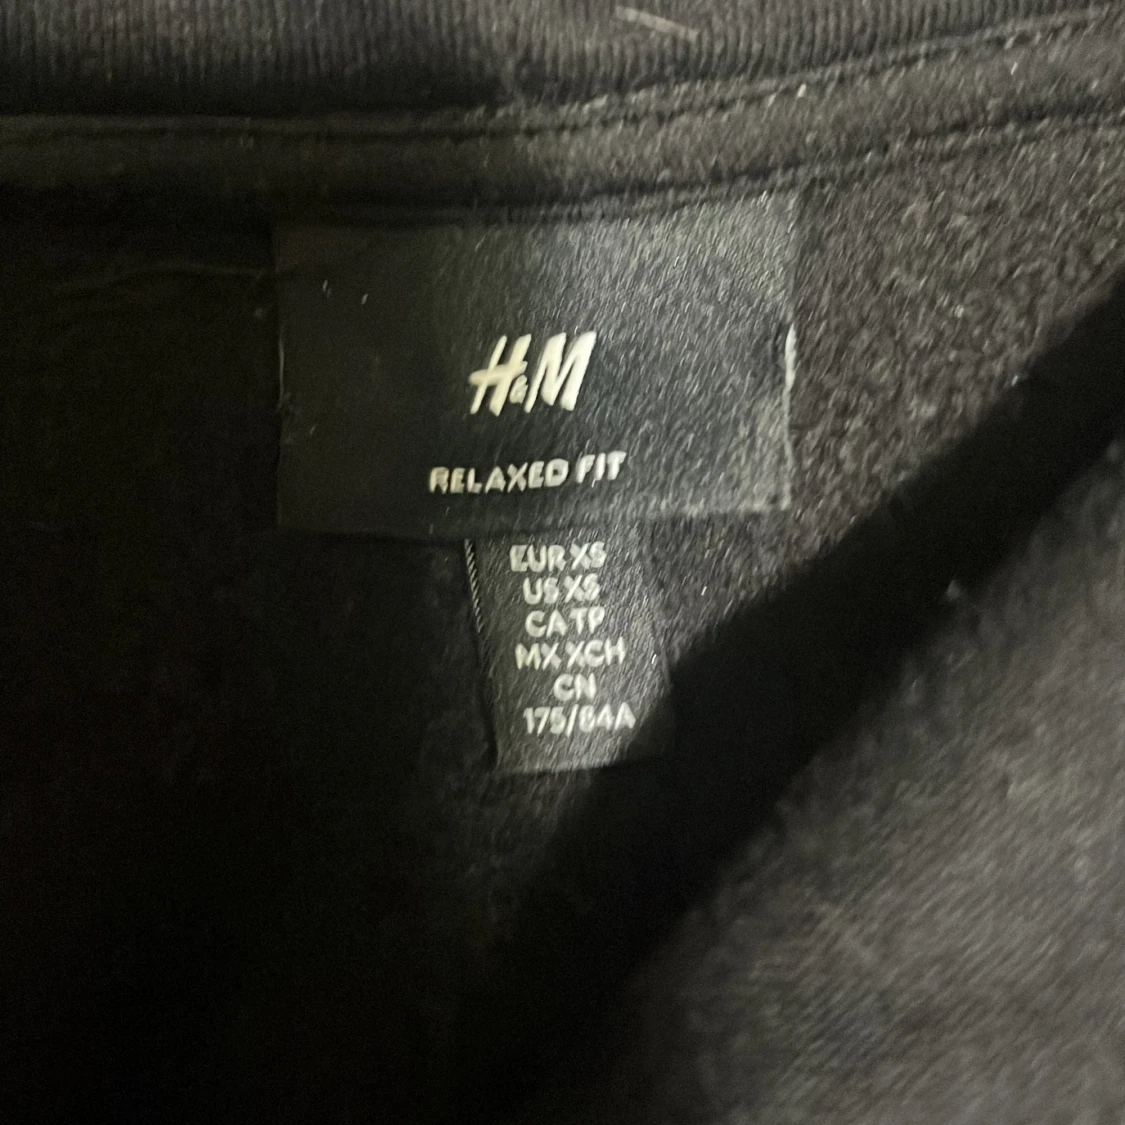 H&M
RELAXED FIT
EUR XS
US XS
CA TP
MX XCH
CN
175/84A